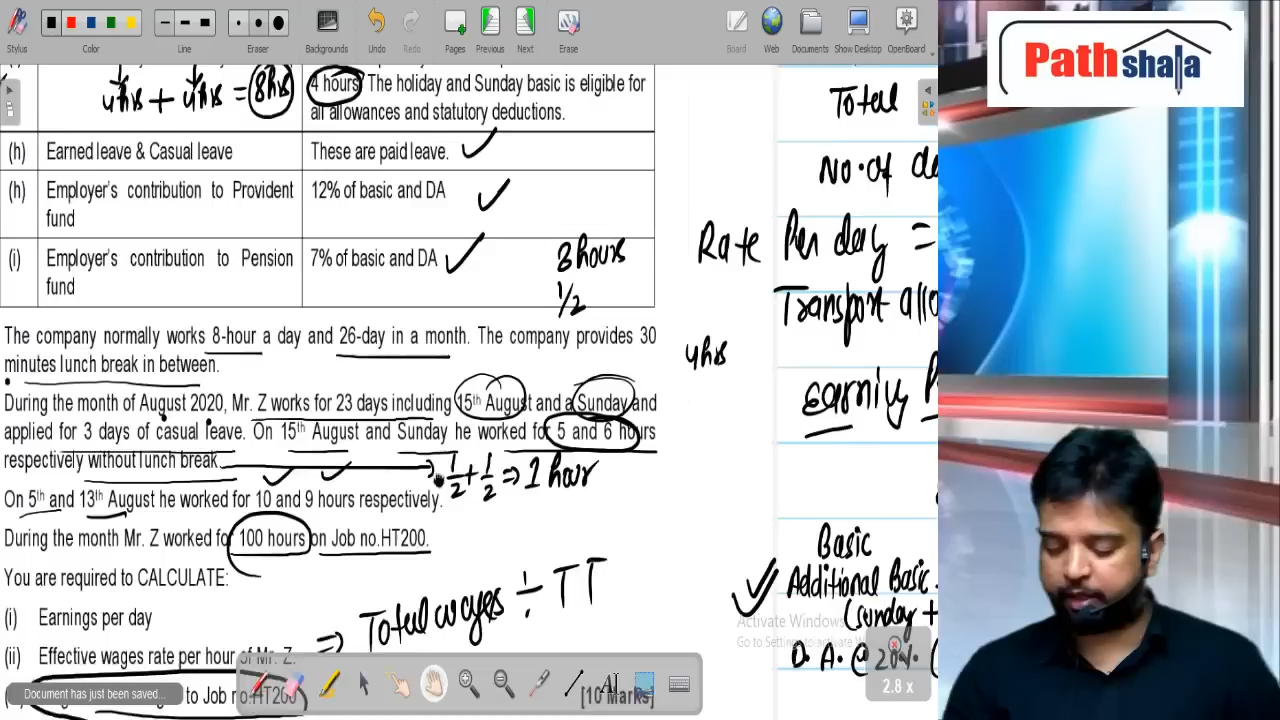 Stylus
Color
Line
Eraser
Backgrounds
Undo
Redo
Pages
Previous
Next
Erase
Board
Web
Documents
Show Desktop
OpenBoard
Path shala
4hrs + 4hrs = 8hrs
4 hours. The holiday and Sunday basic is eligible for
all allowances and statutory deductions.
(h) Earned leave & Casual leave These are paid leave.
(h) Employer's contribution to Provident 12% of basic and DA
fund
(i) Employer's contribution to Pension 7% of basic and DA
fund
8 hours
1/2
The company normally works 8-hour a day and 26-day in a month. The company provides 30
minutes lunch break in between.
During the month of August 2020, Mr. Z works for 23 days including 15th August and a Sunday and
applied for 3 days of casual leave. On 15th August and Sunday he worked for 5 and 6 hours
respectively without lunch break
1/2 + 1/2 ⇒ 1 hour
On 5th and 13th August he worked for 10 and 9 hours respectively.
During the month Mr. Z worked for 100 hours on Job no.HT200.
You are required to CALCULATE:
(i) Earnings per day
(ii) Effective wages rate per hour of Mr. Z.
⇒ Total wages ÷ TT
to Job no.HT200
[10 Marks]
Document has just been saved...
Total
No. of
Rate Per day =
Transport
4hrs
earning
Basic
Additional Basic
(Sunday +
D. A. @ 20%
Activate Windows
Go to Settings to activate
2.8 x